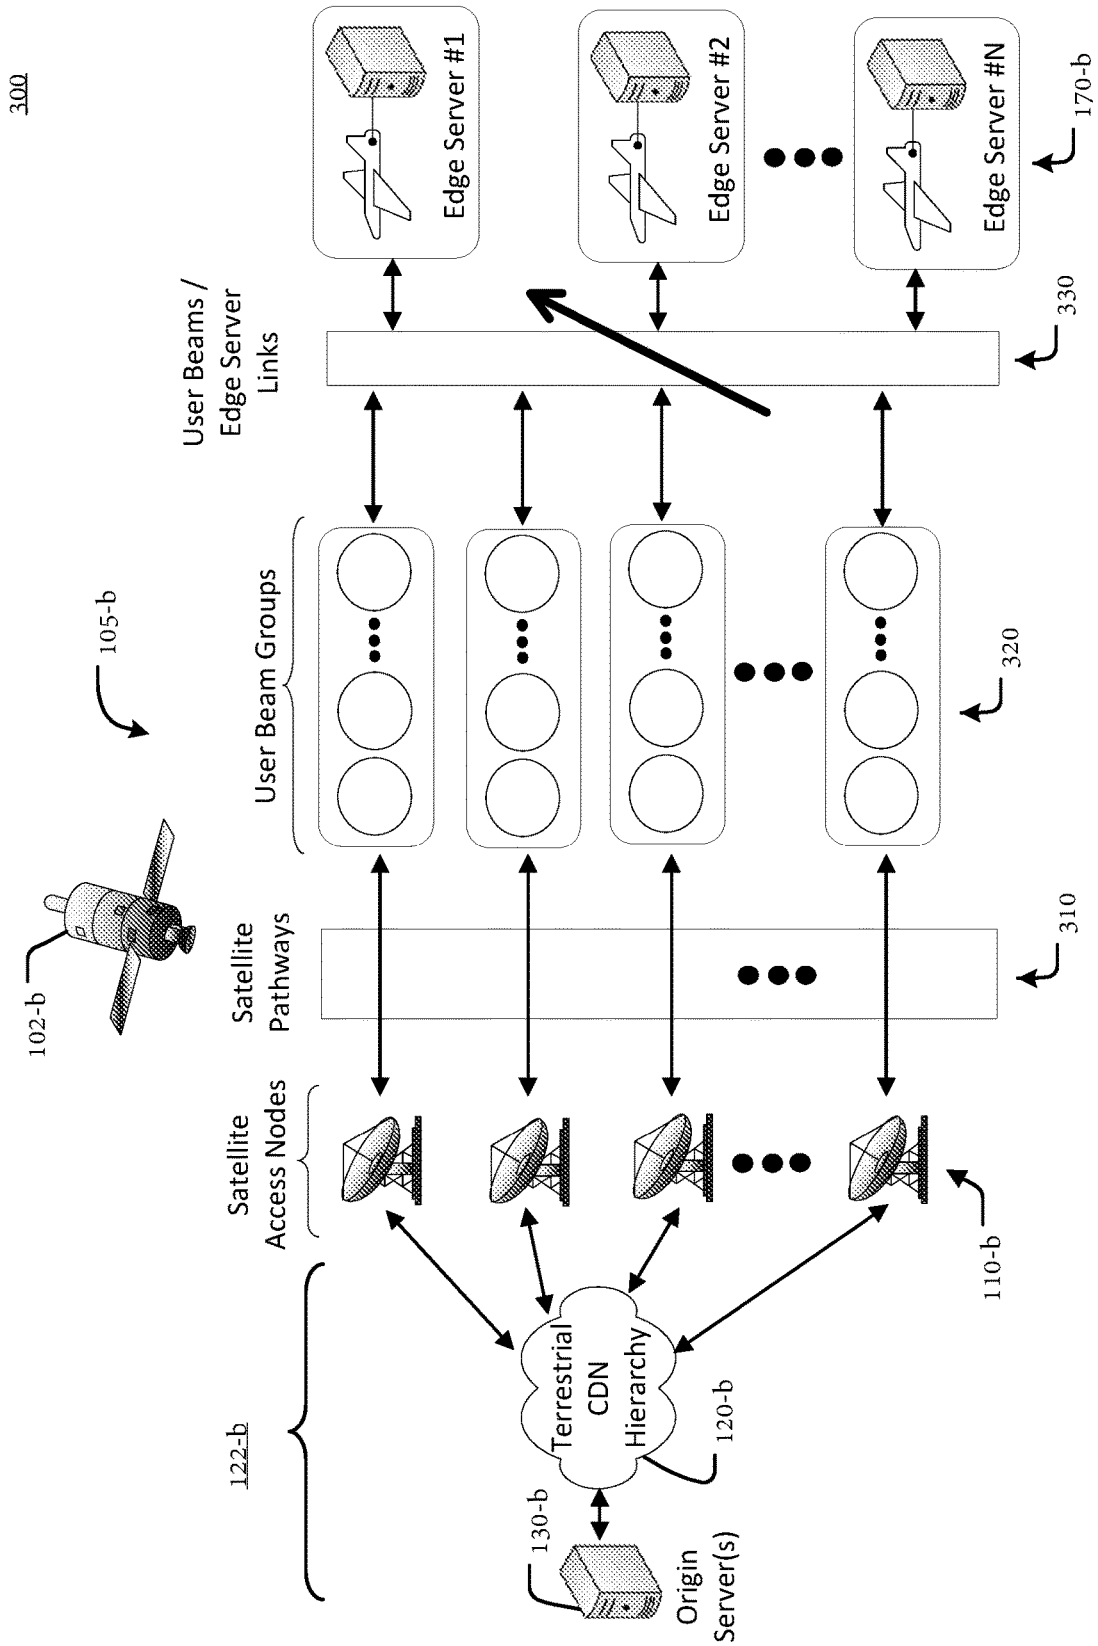 300
105-b
102-b
122-b
Satellite
Access Nodes
Satellite
Pathways
User Beam Groups
User Beams /
Edge Server
Links
130-b
Origin
Server(s)
Terrestrial
CDN
Hierarchy
120-b
110-b
310
320
330
Edge Server #1
Edge Server #2
Edge Server #N
170-b